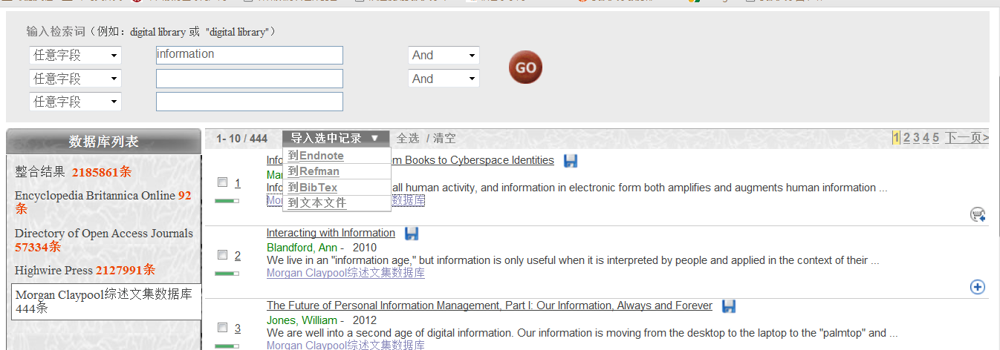 输入检索词（例如：digital library 或 "digital library"）
任意字段 information And
任意字段 And
任意字段
GO
数据库列表
整合结果 2185861条
Encyclopedia Britannica Online 92
条
Directory of Open Access Journals
57334条
Highwire Press 2127991条
Morgan Claypool综述文集数据库
444条
1- 10 / 444 导入选中记录 ▼ 全选 / 清空 1 2 3 4 5 下一页>
到Endnote
到Refman
到BibTex
到文本文件
1
Info m Books to Cyberspace Identities
Mar
Info all human activity, and information in electronic form both amplifies and augments human information ...
Mor 数据库
2
Interacting with Information
Blandford, Ann - 2010
We live in an "information age," but information is only useful when it is interpreted by people and applied in the context of their ...
Morgan Claypool综述文集数据库
3
The Future of Personal Information Management, Part I: Our Information, Always and Forever
Jones, William - 2012
We are well into a second age of digital information. Our information is moving from the desktop to the laptop to the "palmtop" and ...
Morgan Claypool综述文集数据库